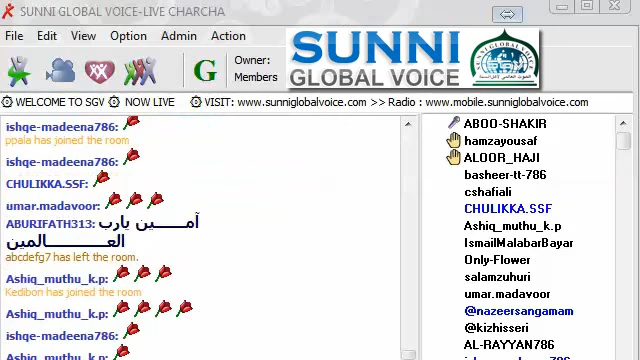 SUNNI GLOBAL VOICE-LIVE CHARCHA
File Edit View Option Admin Action
SUNNI
GLOBAL VOICE
G Owner:
Members
WELCOME TO SGV NOW LIVE VISIT: www.sunniglobalvoice.com >> Radio : www.mobile.sunniglobalvoice.com
ishqe-madeena786:
ppala has joined the room
ishqe-madeena786:
CHULIKKA.SSF:
umar.madavoor:
ABURIFATH313: آمـــــين يارب
العــــــــالمين
abcdefg7 has left the room.
Ashiq_muthu_k.p:
Kedibon has joined the room
Ashiq_muthu_k.p:
ishqe-madeena786:
Ashiq_muthu_k.p:
ABOO-SHAKIR
hamzayousaf
ALOOR_HAJI
basheer-tt-786
cshafiali
CHULIKKA.SSF
Ashiq_muthu_k.p
IsmailMalabarBayar
Only-Flower
salamzuhuri
umar.madavoor
@nazeersangamam
@kizhisseri
AL-RAYYAN786